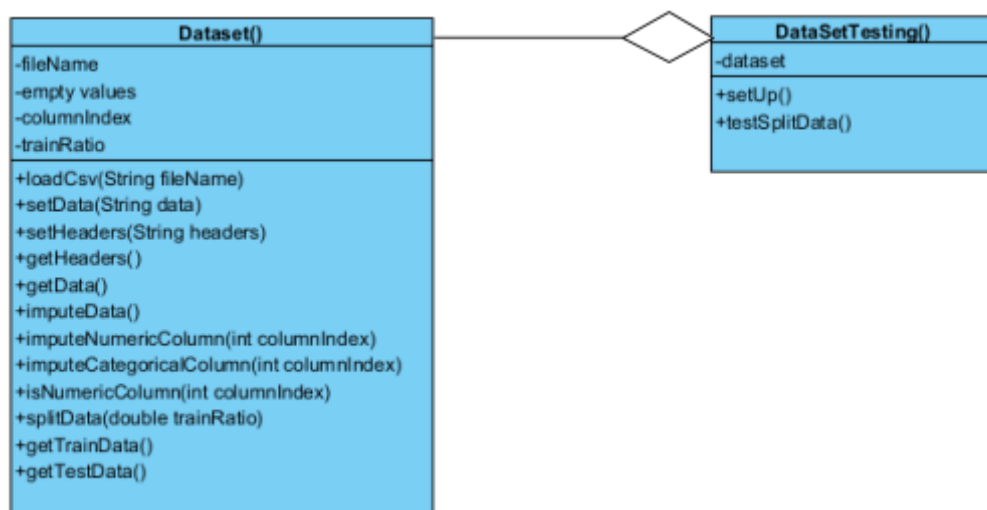 Dataset()
-fileName
-empty values
-columnIndex
-trainRatio
+loadCsv(String fileName)
+setData(String data)
+setHeaders(String headers)
+getHeaders()
+getData()
+imputeData()
+imputeNumericColumn(int columnIndex)
+imputeCategoricalColumn(int columnIndex)
+isNumericColumn(int columnIndex)
+splitData(double trainRatio)
+getTrainData()
+getTestData()
DataSetTesting()
-dataset
+setUp()
+testSplitData()